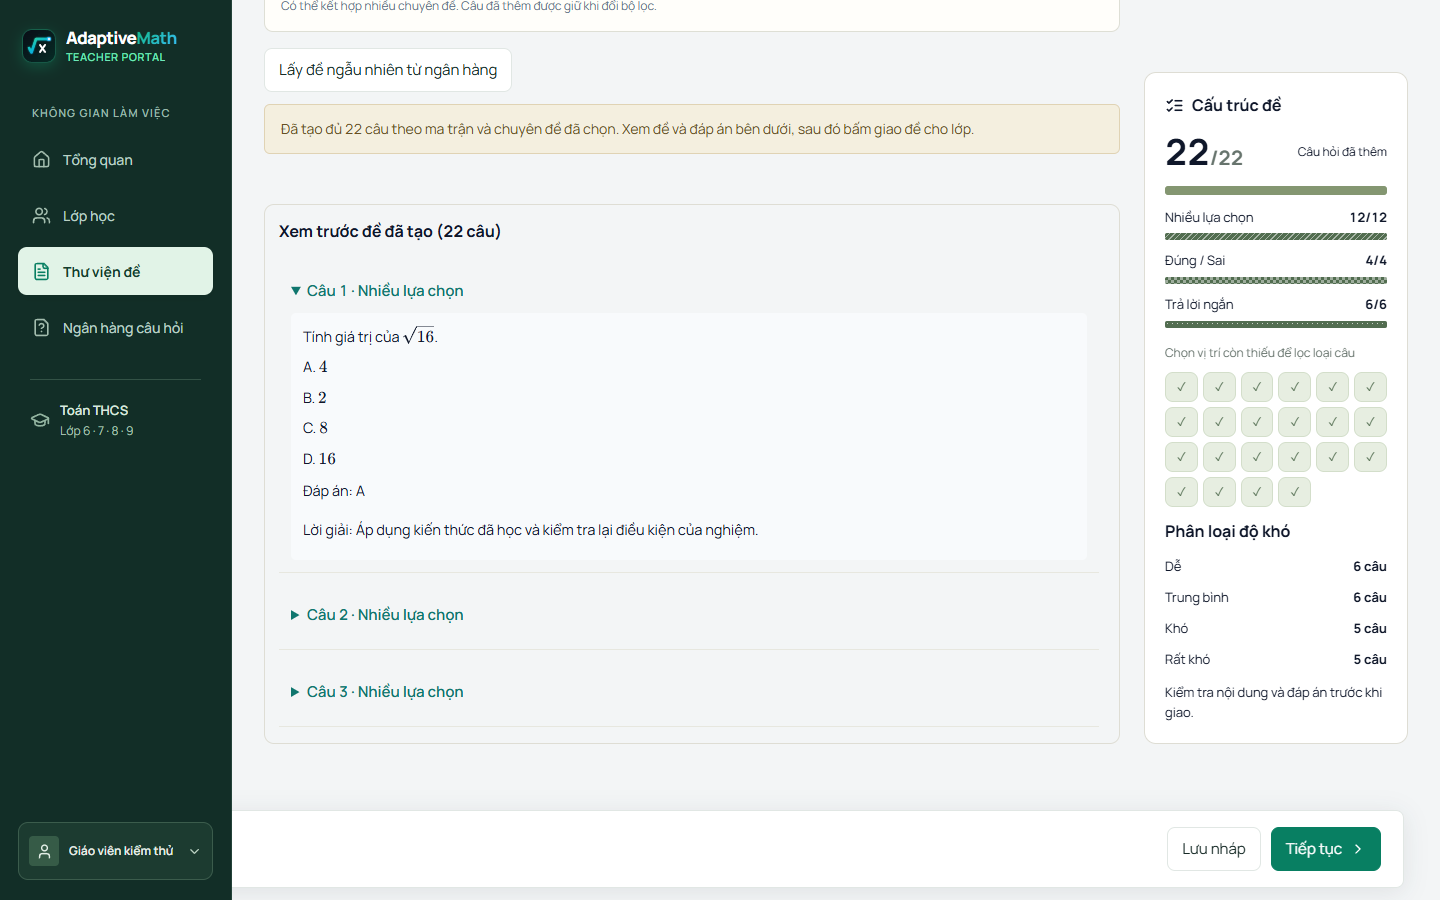 AdaptiveMath
TEACHER PORTAL
KHÔNG GIAN LÀM VIỆC
Tổng quan
Lớp học
Thư viện đề
Ngân hàng câu hỏi
Toán THCS
Lớp 6 · 7 · 8 · 9
Giáo viên kiểm thử
Có thể kết hợp nhiều chuyên đề. Câu đã thêm được giữ khi đổi bộ lọc.
Lấy đề ngẫu nhiên từ ngân hàng
Đã tạo đủ 22 câu theo ma trận và chuyên đề đã chọn. Xem đề và đáp án bên dưới, sau đó bấm giao đề cho lớp.
Xem trước đề đã tạo (22 câu)
Câu 1 · Nhiều lựa chọn
Tính giá trị của √16.
A. 4
B. 2
C. 8
D. 16
Đáp án: A
Lời giải: Áp dụng kiến thức đã học và kiểm tra lại điều kiện của nghiệm.
Câu 2 · Nhiều lựa chọn
Câu 3 · Nhiều lựa chọn
Cấu trúc đề
22/22 Câu hỏi đã thêm
Nhiều lựa chọn 12/12
Đúng / Sai 4/4
Trả lời ngắn 6/6
Chọn vị trí còn thiếu để lọc loại câu
✓ ✓ ✓ ✓ ✓ ✓
✓ ✓ ✓ ✓ ✓ ✓
✓ ✓ ✓ ✓ ✓ ✓
✓ ✓ ✓ ✓
Phân loại độ khó
Dễ 6 câu
Trung bình 6 câu
Khó 5 câu
Rất khó 5 câu
Kiểm tra nội dung và đáp án trước khi
giao.
Lưu nháp
Tiếp tục